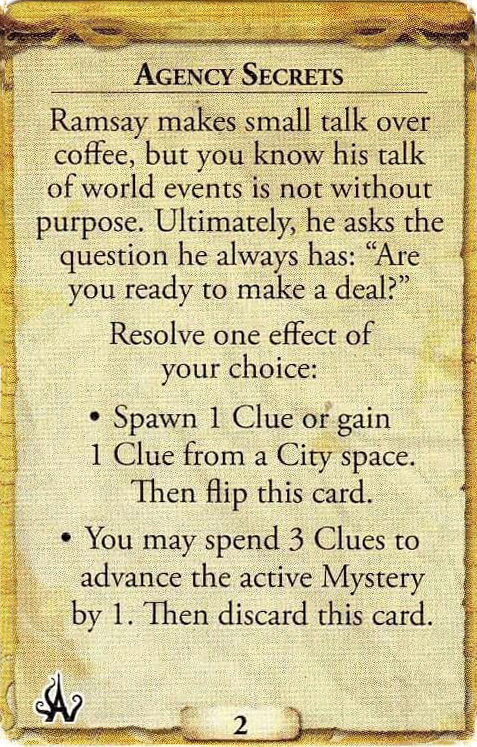 AGENCY SECRETS
Ramsay makes small talk over
coffee, but you know his talk
of world events is not without
purpose. Ultimately, he asks the
question he always has: “Are
you ready to make a deal?”
Resolve one effect of
your choice:
• Spawn 1 Clue or gain
1 Clue from a City space.
Then flip this card.
• You may spend 3 Clues to
advance the active Mystery
by 1. Then discard this card.
2